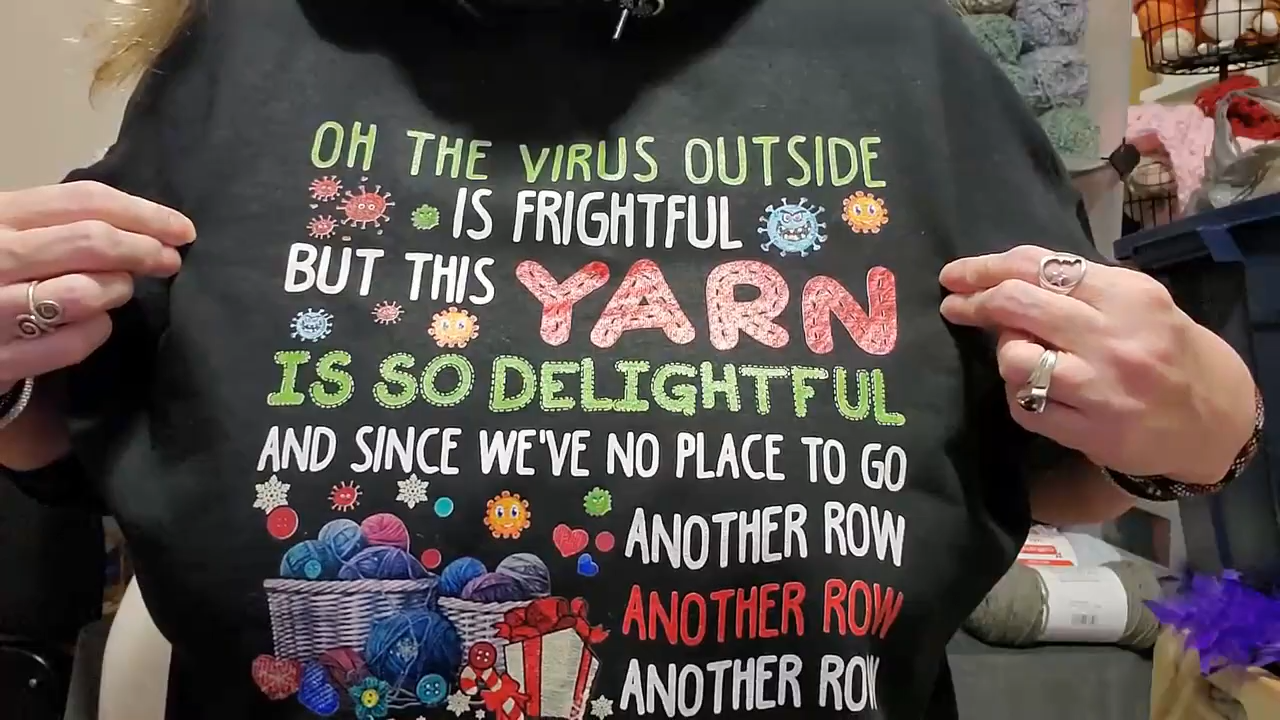 OH THE VIRUS OUTSIDE
IS FRIGHTFUL
BUT THIS YARN
IS SO DELIGHTFUL
AND SINCE WE'VE NO PLACE TO GO
ANOTHER ROW
ANOTHER ROW
ANOTHER ROW